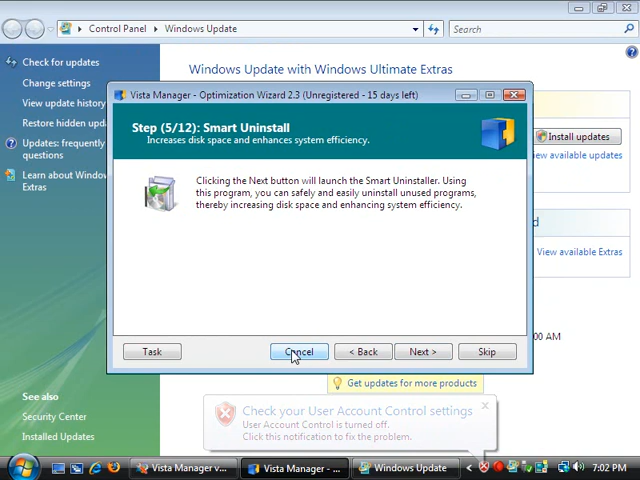 Control Panel
Windows Update
Search
Check for updates
Change settings
View update history
Restore hidden upda
Updates: frequently
questions
Learn about Window
Extras
Windows Update with Windows Ultimate Extras
Install updates
ew available updates
d
View available Extras
:00 AM
Get updates for more products
Vista Manager - Optimization Wizard 2.3 (Unregistered - 15 days left)
Step (5/12): Smart Uninstall
Increases disk space and enhances system efficiency.
Clicking the Next button will launch the Smart Uninstaller. Using
this program, you can safely and easily uninstall unused programs,
thereby increasing disk space and enhancing system efficiency.
Task
Cancel
< Back
Next >
Skip
See also
Security Center
Installed Updates
Check your User Account Control settings
User Account Control is turned off.
Click this notification to fix the problem.
Vista Manager v...
Vista Manager - ...
Windows Update
7:02 PM